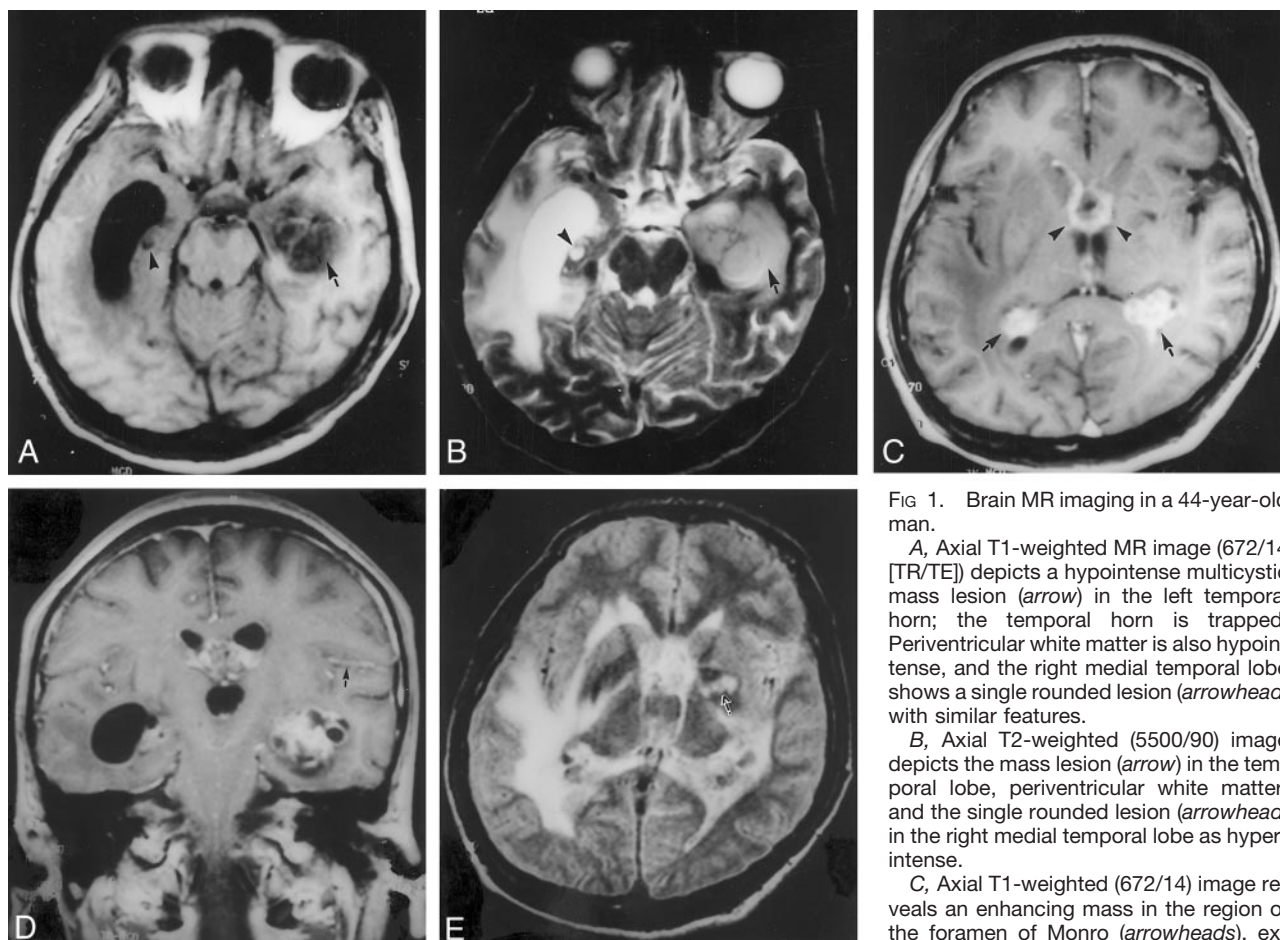 A
B
C
D
E
70
MGD
FIG 1. Brain MR imaging in a 44-year-old
man.
A, Axial T1-weighted MR image (672/14
[TR/TE]) depicts a hypointense multicystic
mass lesion (arrow) in the left temporal
horn; the temporal horn is trapped.
Periventricular white matter is also hypoin-
tense, and the right medial temporal lobe
shows a single rounded lesion (arrowhead)
with similar features.
B, Axial T2-weighted (5500/90) image
depicts the mass lesion (arrow) in the tem-
poral lobe, periventricular white matter,
and the single rounded lesion (arrowhead)
in the right medial temporal lobe as hyper-
intense.
C, Axial T1-weighted (672/14) image re-
veals an enhancing mass in the region of
the foramen of Monro (arrowheads), ex-